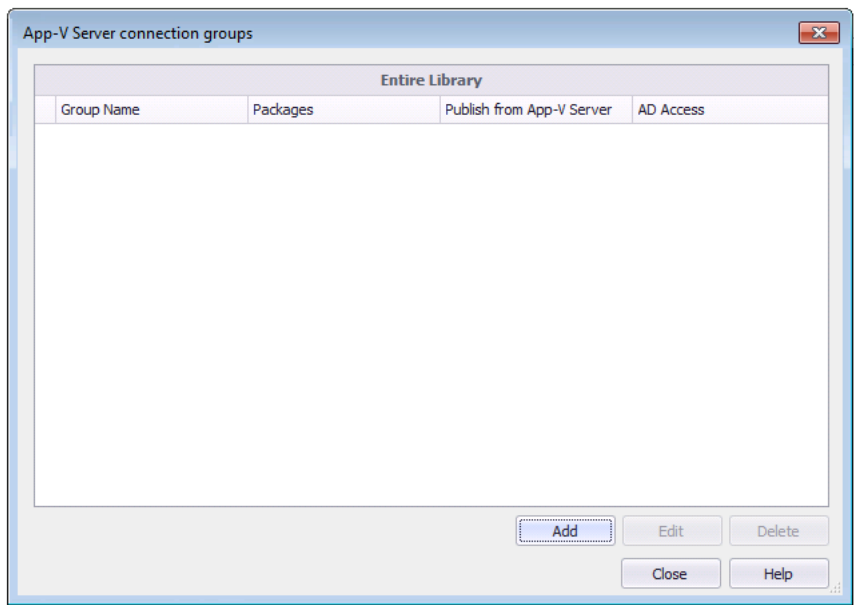 App-V Server connection groups
Entire Library
Group Name Packages Publish from App-V Server AD Access
Add Edit Delete
Close Help